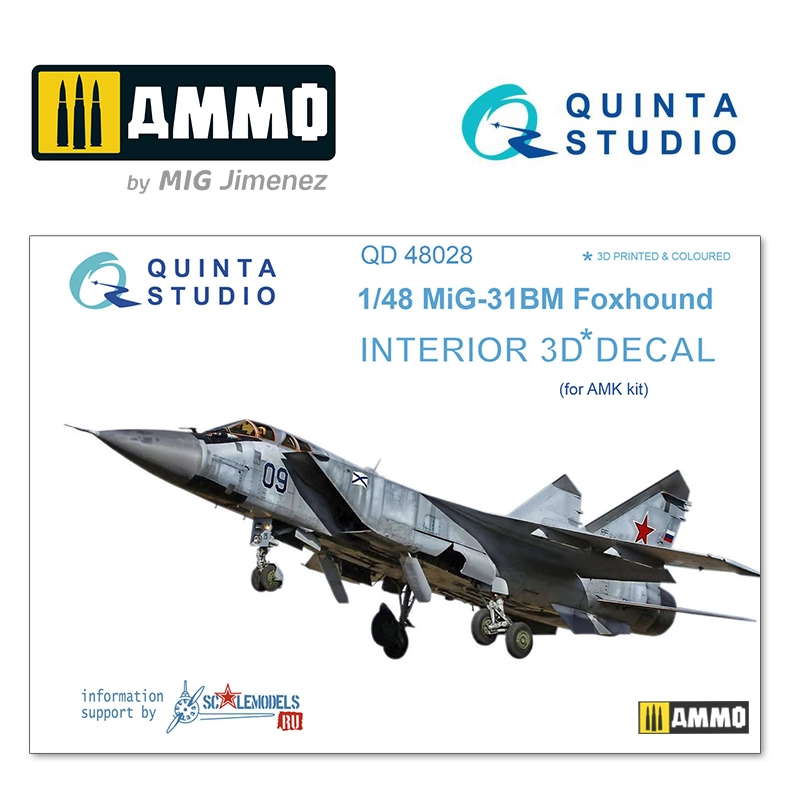 AMMO
by MIG Jimenez
QUINTA
STUDIO
QUINTA
STUDIO
QD 48028
* 3D PRINTED & COLOURED
1/48 MiG-31BM Foxhound
INTERIOR 3D* DECAL
(for AMK kit)
09
information
support by
SCALEMODELS
RU
AMMO